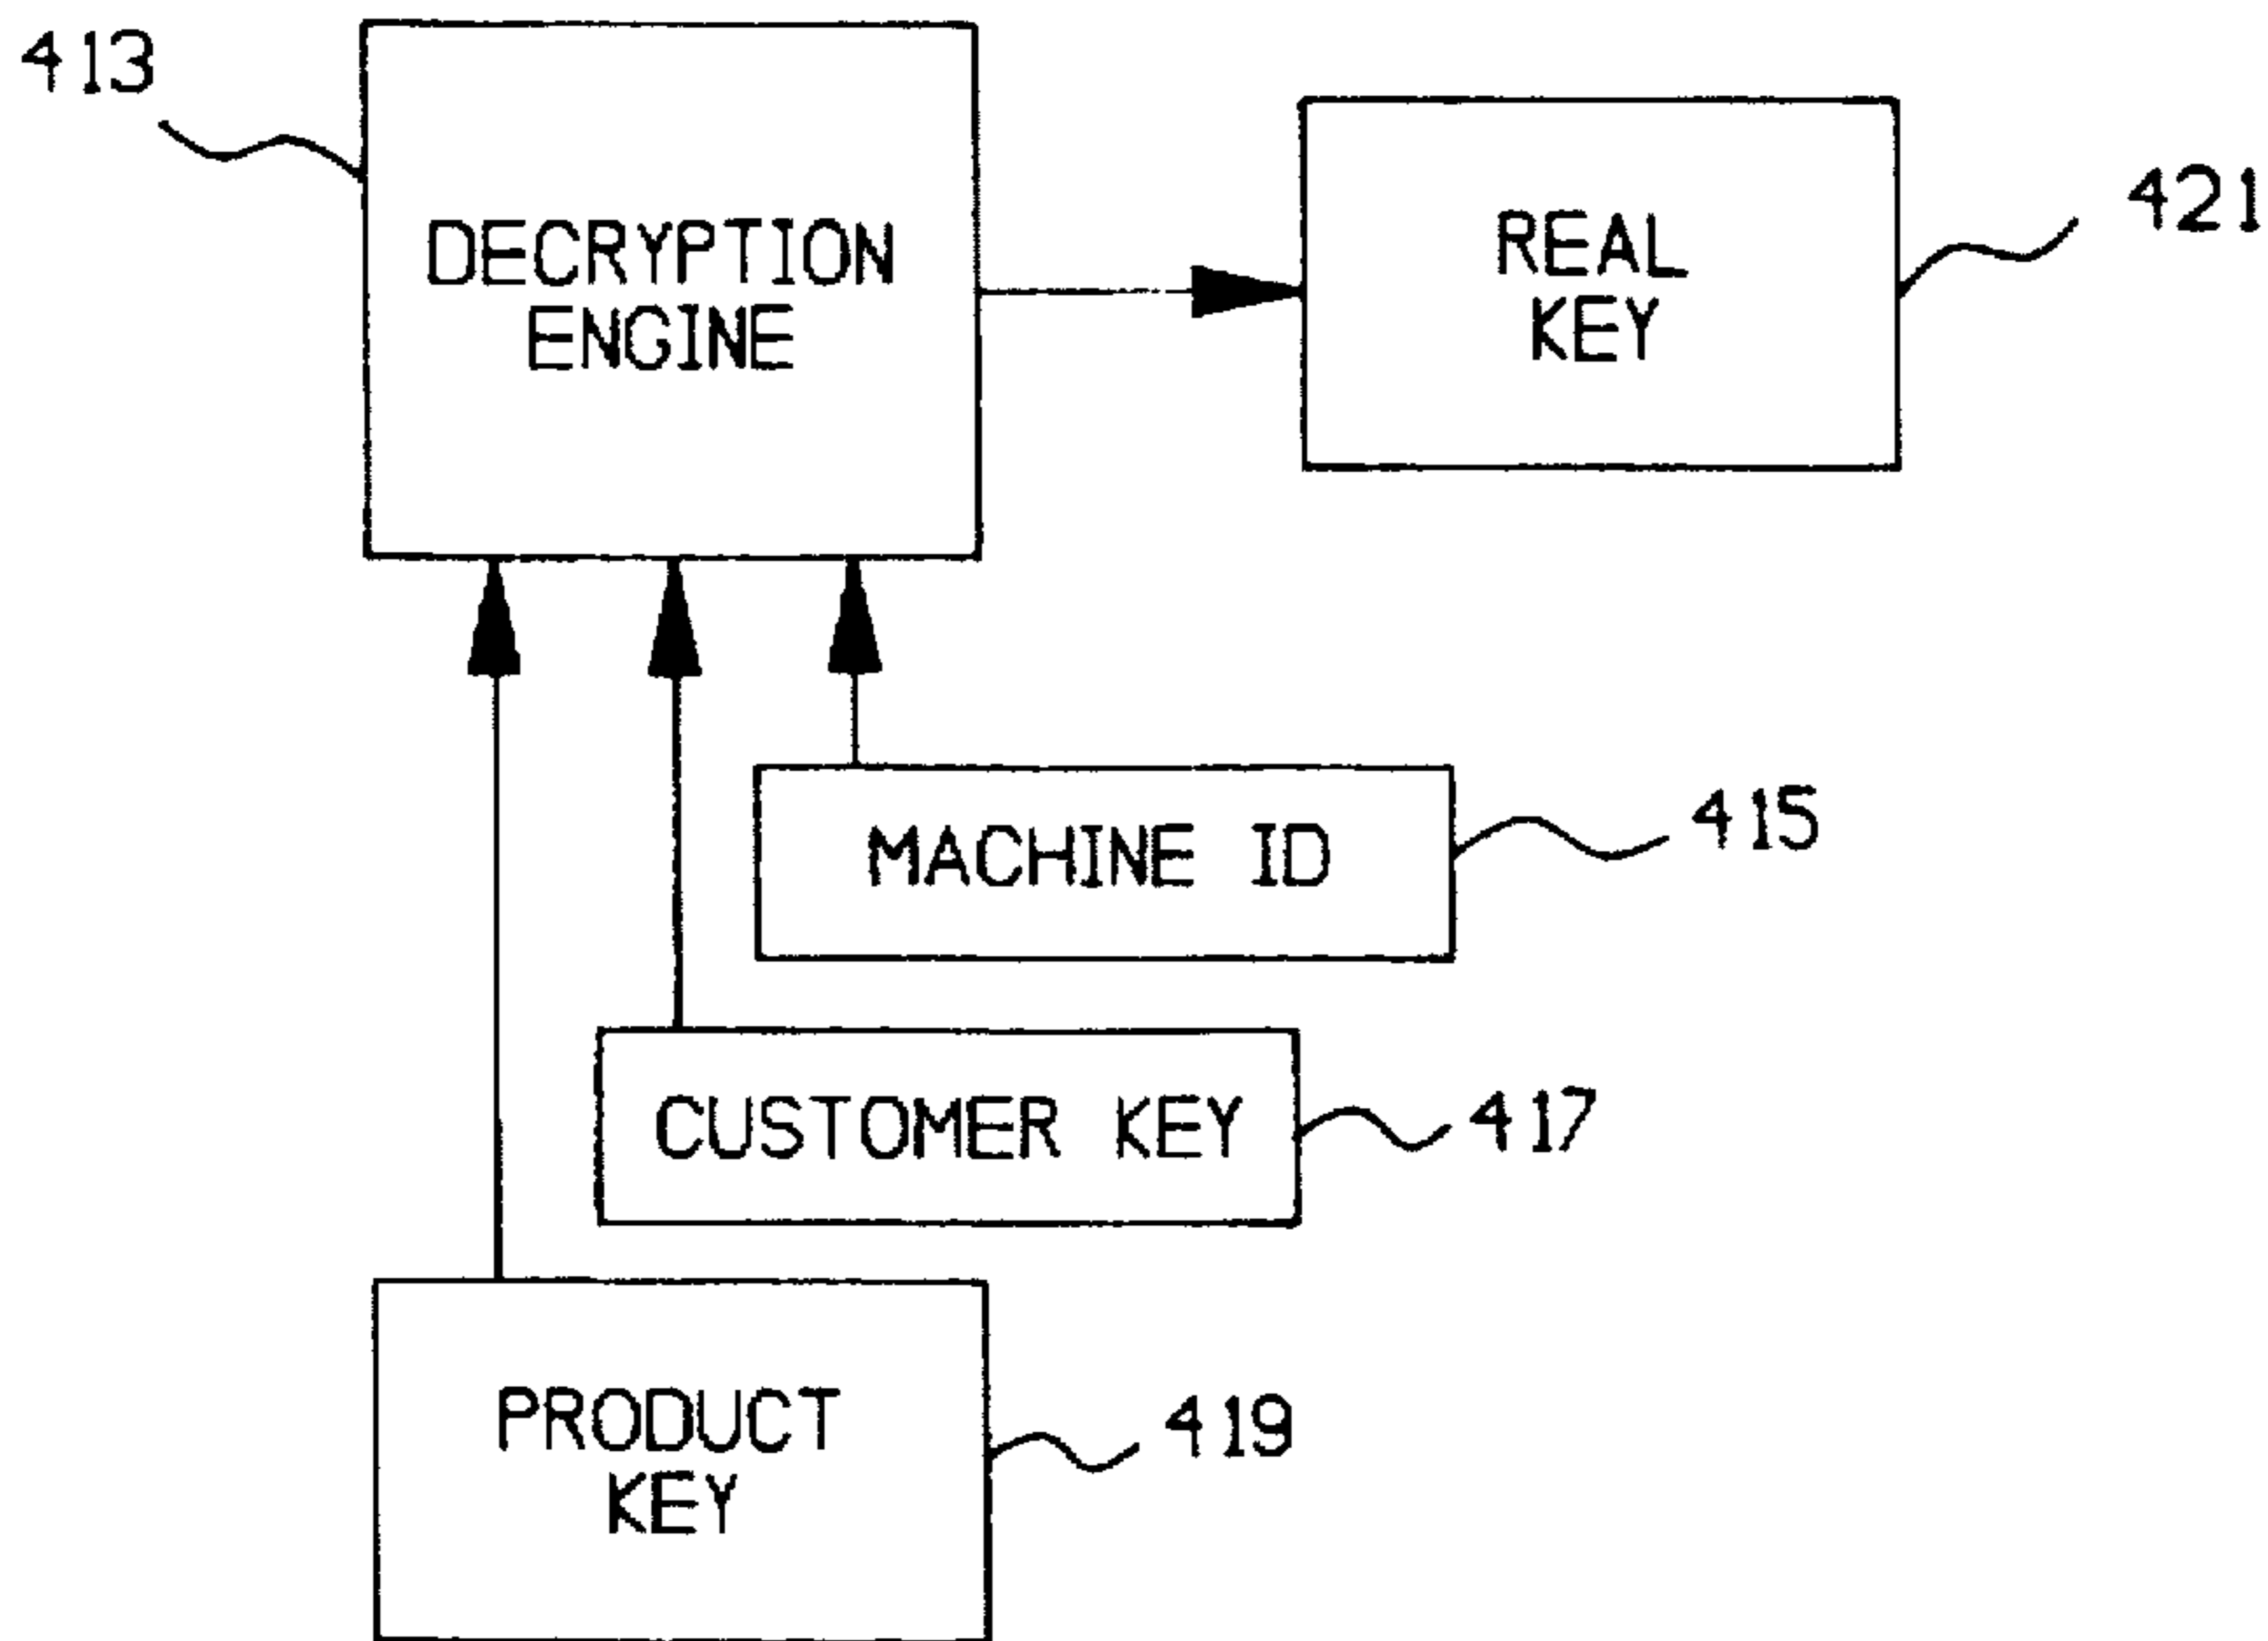 413
DECRYPTION
ENGINE
REAL
KEY
421
MACHINE ID
415
CUSTOMER KEY
417
PRODUCT
KEY
419